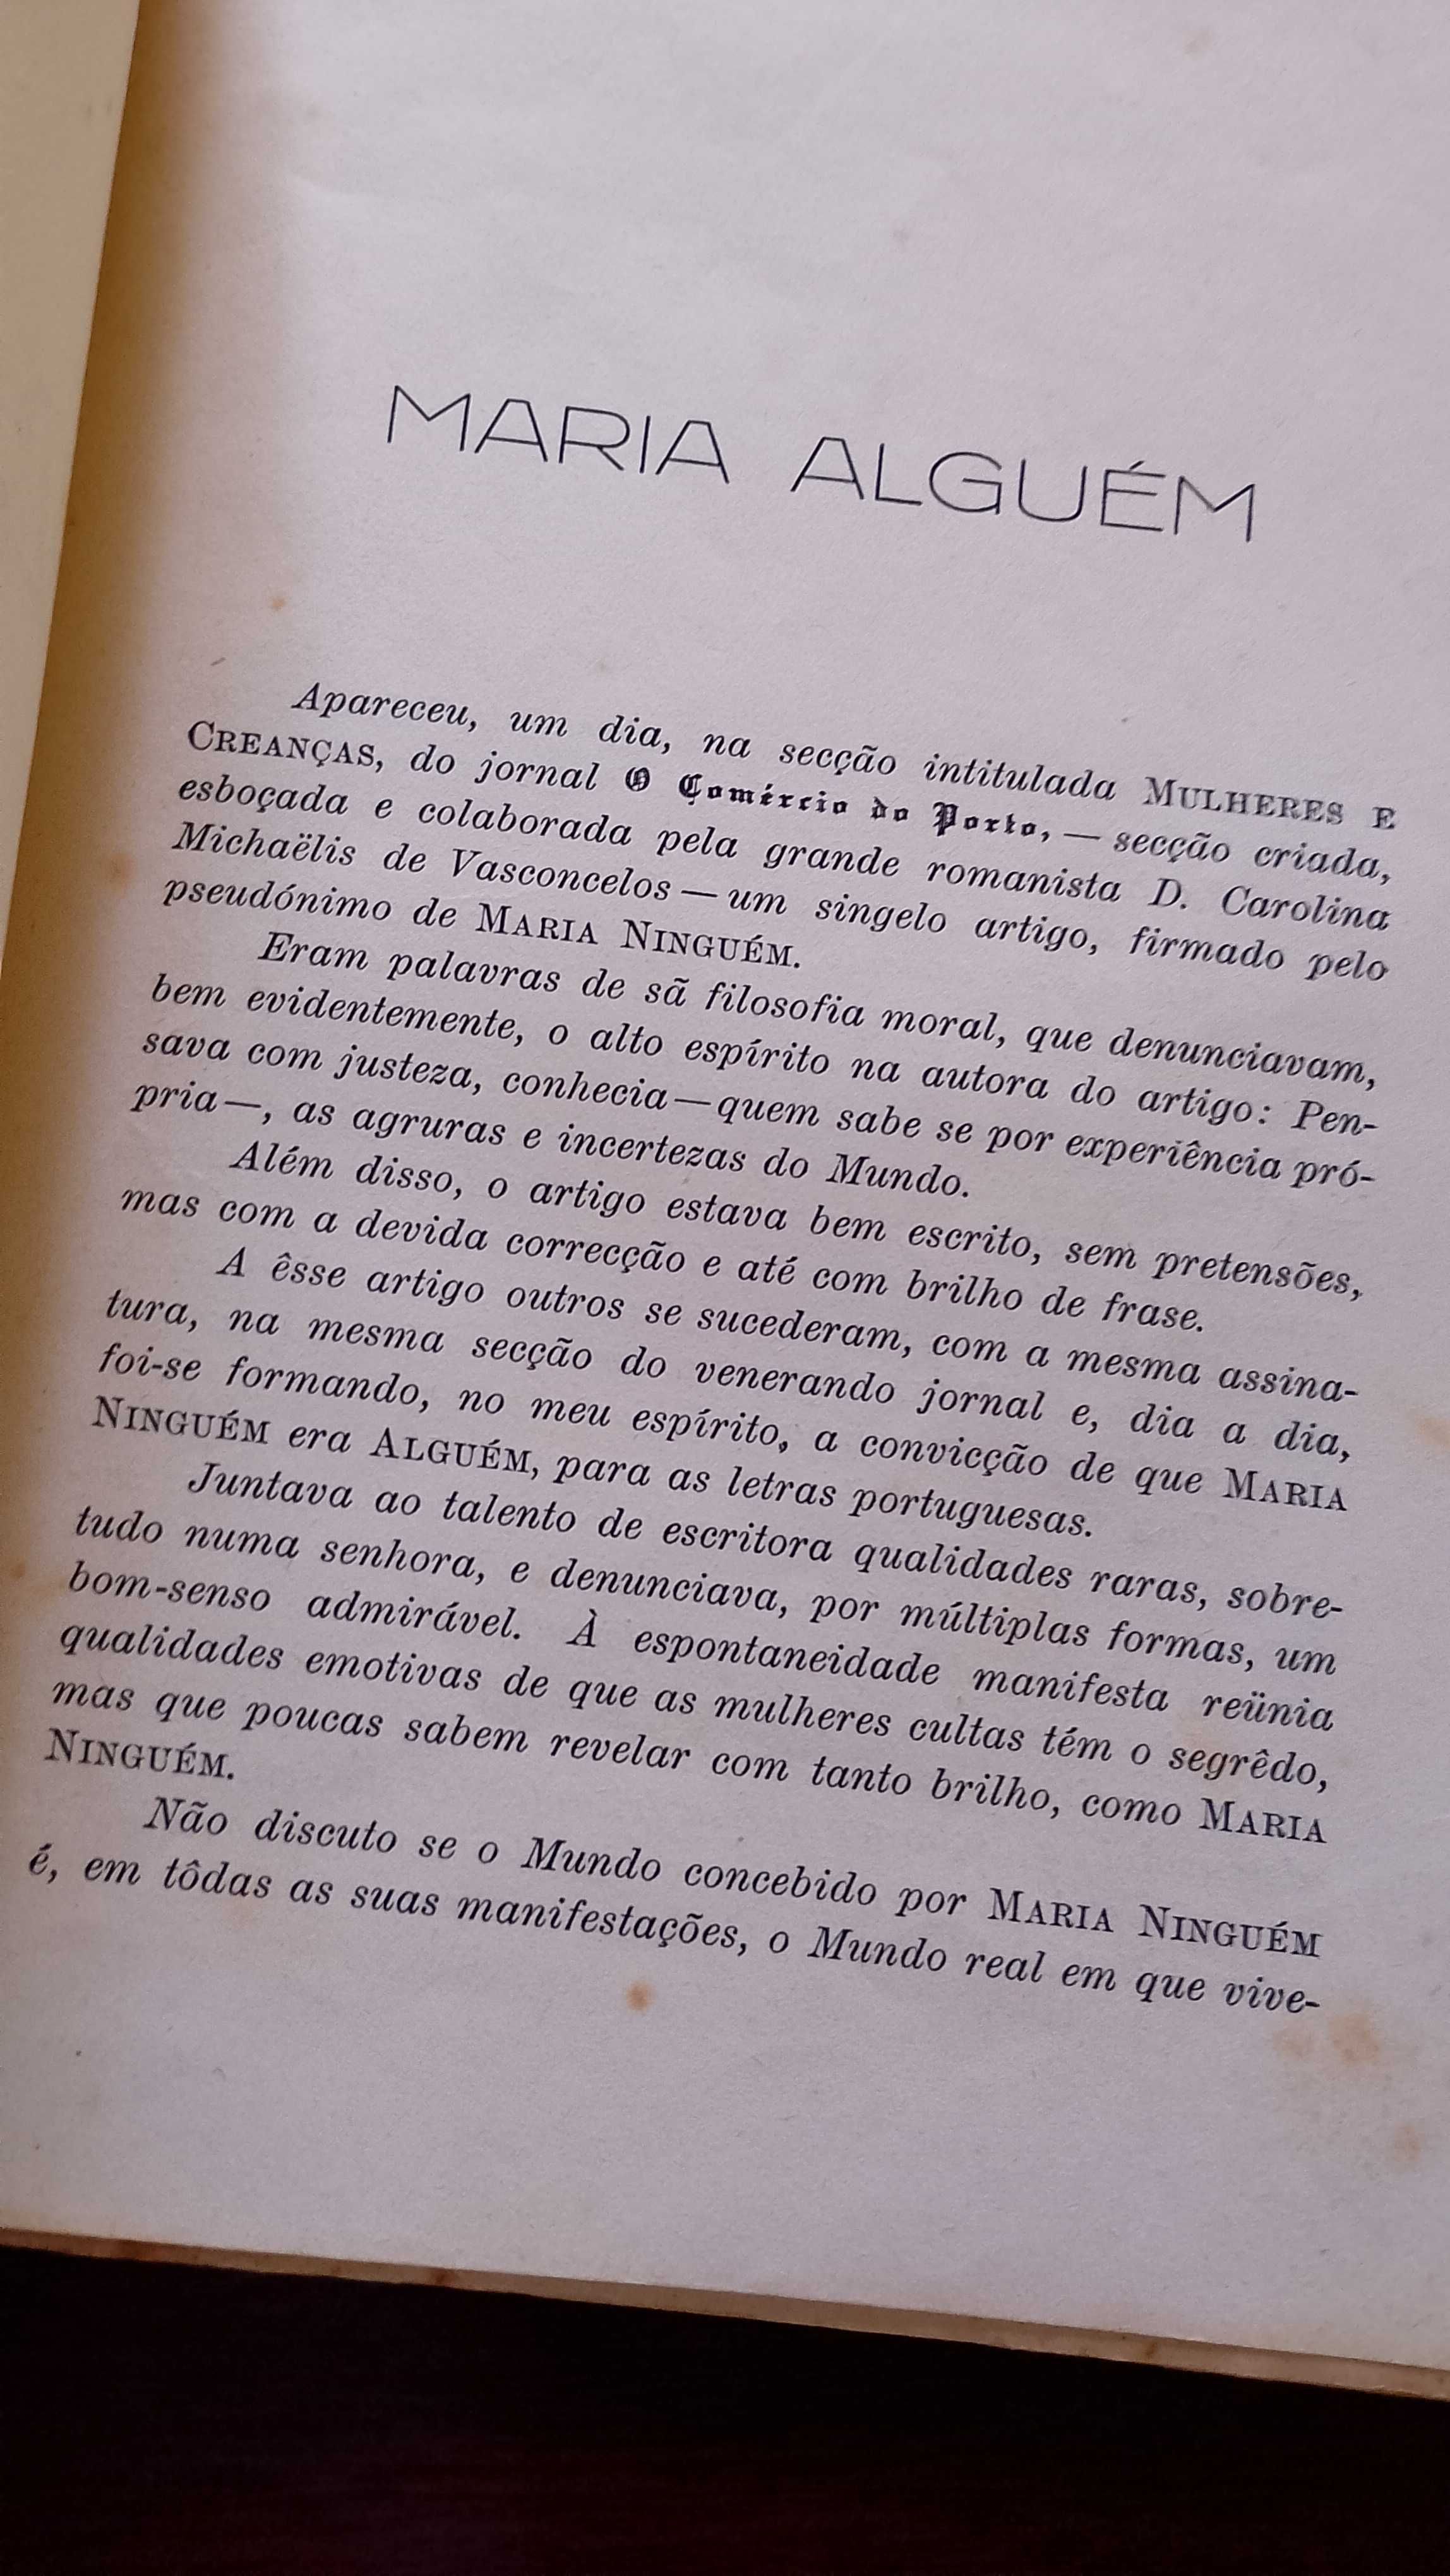 MARIA ALGUÉM
Apareceu, um dia, na secção intitulada MULHERES E
CREANÇAS, do jornal O Comércio do Porto, — secção criada,
esboçada e colaborada pela grande romanista D. Carolina
Michaëlis de Vasconcelos — um singelo artigo, firmado pelo
pseudónimo de MARIA NINGUÉM.
Eram palavras de sã filosofia moral, que denunciavam,
bem evidentemente, o alto espírito na autora do artigo: Pen-
sava com justeza, conhecia — quem sabe se por experiência pró-
pria —, as agruras e incertezas do Mundo.
Além disso, o artigo estava bem escrito, sem pretensões,
mas com a devida correcção e até com brilho de frase.
A êsse artigo outros se sucederam, com a mesma assina-
tura, na mesma secção do venerando jornal e, dia a dia,
foi-se formando, no meu espírito, a convicção de que MARIA
NINGUÉM era ALGUÉM, para as letras portuguesas.
Juntava ao talento de escritora qualidades raras, sobre-
tudo numa senhora, e denunciava, por múltiplas formas, um
bom-senso admirável. À espontaneidade manifesta reünia
qualidades emotivas de que as mulheres cultas tém o segrêdo,
mas que poucas sabem revelar com tanto brilho, como MARIA
NINGUÉM.
Não discuto se o Mundo concebido por MARIA NINGUÉM
é, em tôdas as suas manifestações, o Mundo real em que vive-